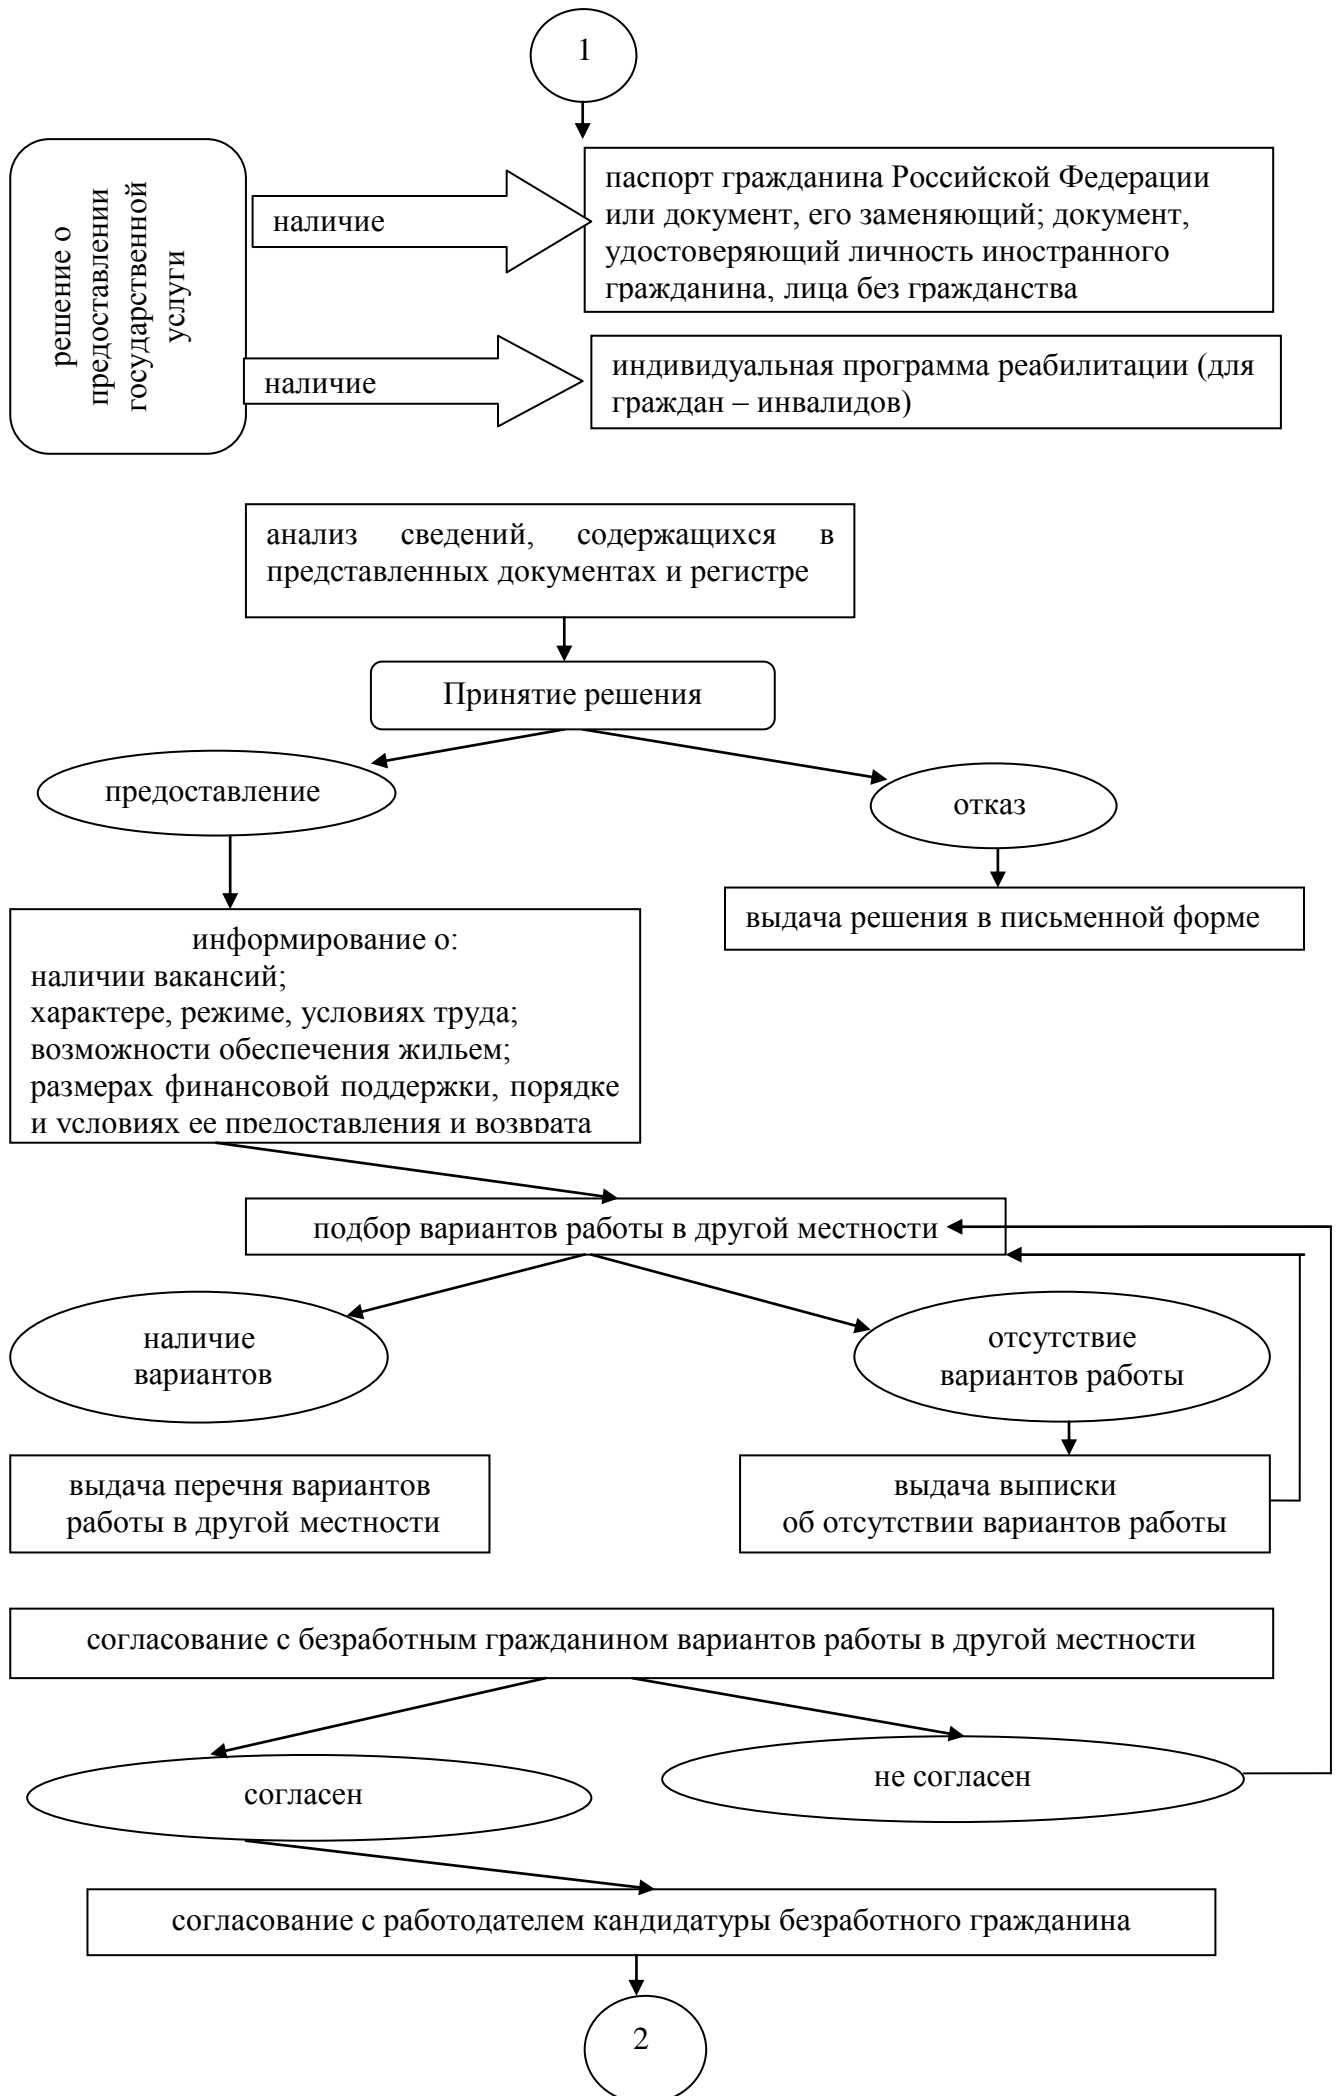 1
решение о
предоставлении
государственной
услуги
наличие
паспорт гражданина Российской Федерации
или документ, его заменяющий; документ,
удостоверяющий личность иностранного
гражданина, лица без гражданства
наличие
индивидуальная программа реабилитации (для
граждан – инвалидов)
анализ сведений, содержащихся в
представленных документах и регистре
Принятие решения
предоставление
отказ
выдача решения в письменной форме
информирование о:
наличии вакансий;
характере, режиме, условиях труда;
возможности обеспечения жильем;
размерах финансовой поддержки, порядке
и условиях ее предоставления и возврата
подбор вариантов работы в другой местности
наличие
вариантов
отсутствие
вариантов работы
выдача перечня вариантов
работы в другой местности
выдача выписки
об отсутствии вариантов работы
согласование с безработным гражданином вариантов работы в другой местности
согласен
не согласен
согласование с работодателем кандидатуры безработного гражданина
2